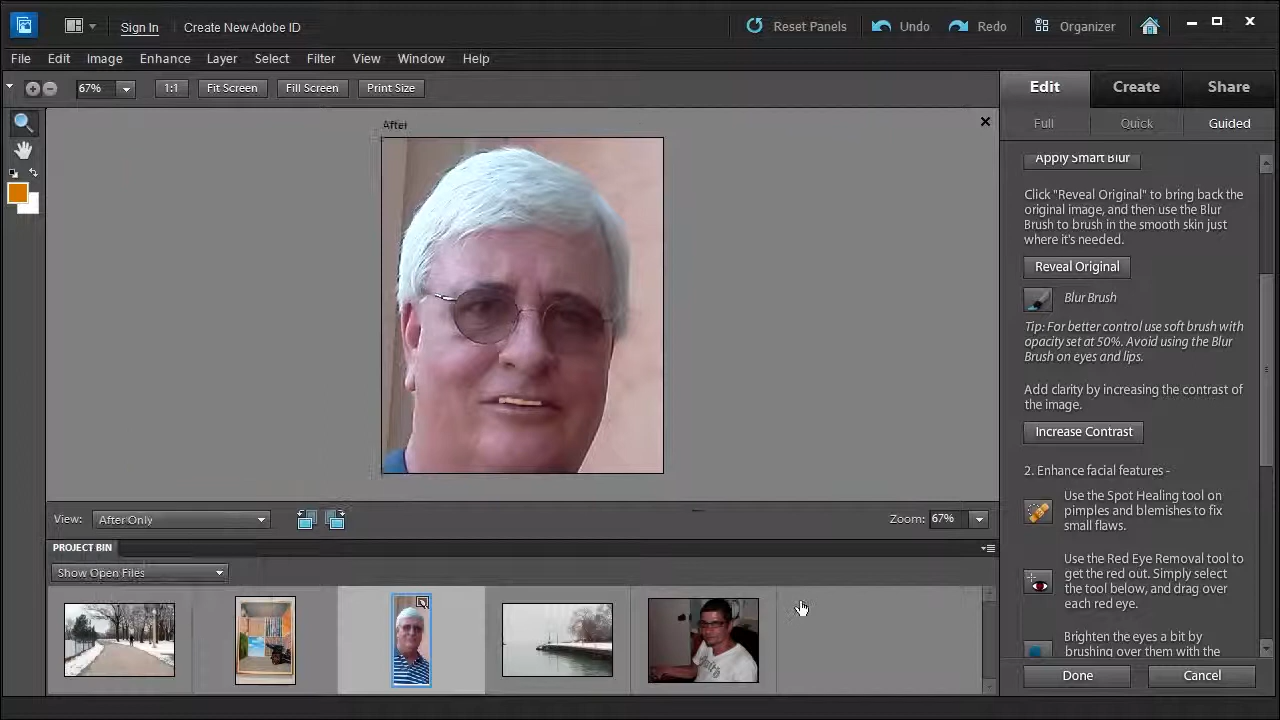 Sign In
Create New Adobe ID
Reset Panels
Undo
Redo
Organizer
File Edit Image Enhance Layer Select Filter View Window Help
67%
1:1
Fit Screen
Fill Screen
Print Size
Edit
Create
Share
Full
Quick
Guided
After
Apply Smart Blur
Click "Reveal Original" to bring back the
original image, and then use the Blur
Brush to brush in the smooth skin just
where it's needed.
Reveal Original
Blur Brush
Tip: For better control use soft brush with
opacity set at 50%. Avoid using the Blur
Brush on eyes and lips.
Add clarity by increasing the contrast of
the image.
Increase Contrast
2. Enhance facial features -
Use the Spot Healing tool on
pimples and blemishes to fix
small flaws.
Use the Red Eye Removal tool to
get the red out. Simply select
the tool below, and drag over
each red eye.
Brighten the eyes a bit by
brushing over them with the
Done
Cancel
View:
After Only
Zoom: 67%
PROJECT BIN
Show Open Files